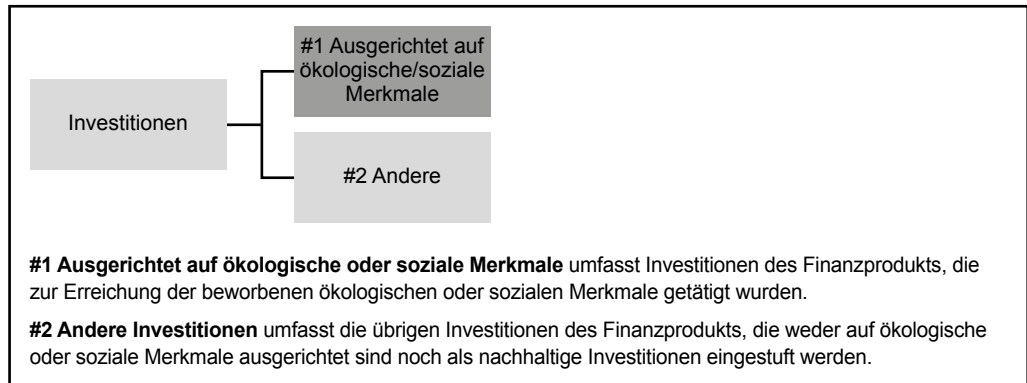 #1 Ausgerichtet auf
ökologische/soziale
Merkmale
Investitionen
#2 Andere
#1 Ausgerichtet auf ökologische oder soziale Merkmale umfasst Investitionen des Finanzprodukts, die
zur Erreichung der beworbenen ökologischen oder sozialen Merkmale getätigt wurden.
#2 Andere Investitionen umfasst die übrigen Investitionen des Finanzprodukts, die weder auf ökologische
oder soziale Merkmale ausgerichtet sind noch als nachhaltige Investitionen eingestuft werden.